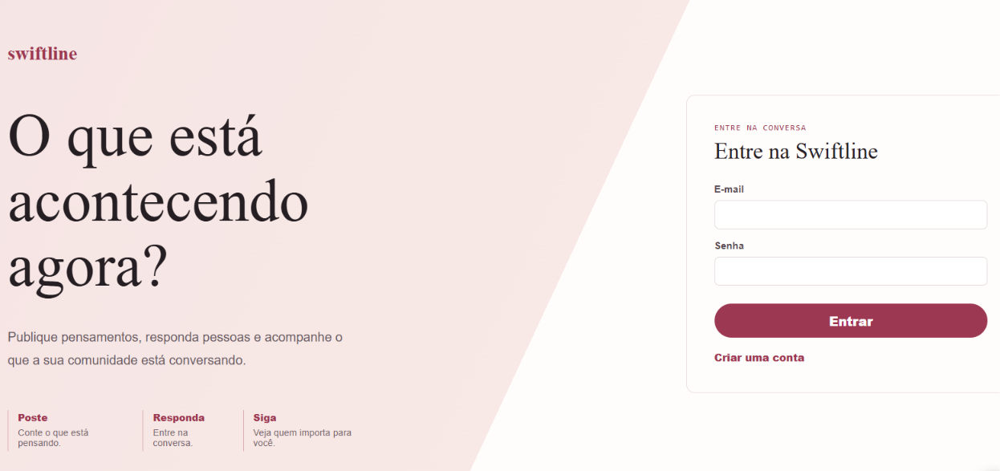 swiftline
O que está
acontecendo
agora?
Publique pensamentos, responda pessoas e acompanhe o
que a sua comunidade está conversando.
Poste
Conte o que está
pensando.
Responda
Entre na
conversa.
Siga
Veja quem importa para
você.
ENTRE NA CONVERSA
Entre na Swiftline
E-mail
Senha
Entrar
Criar uma conta